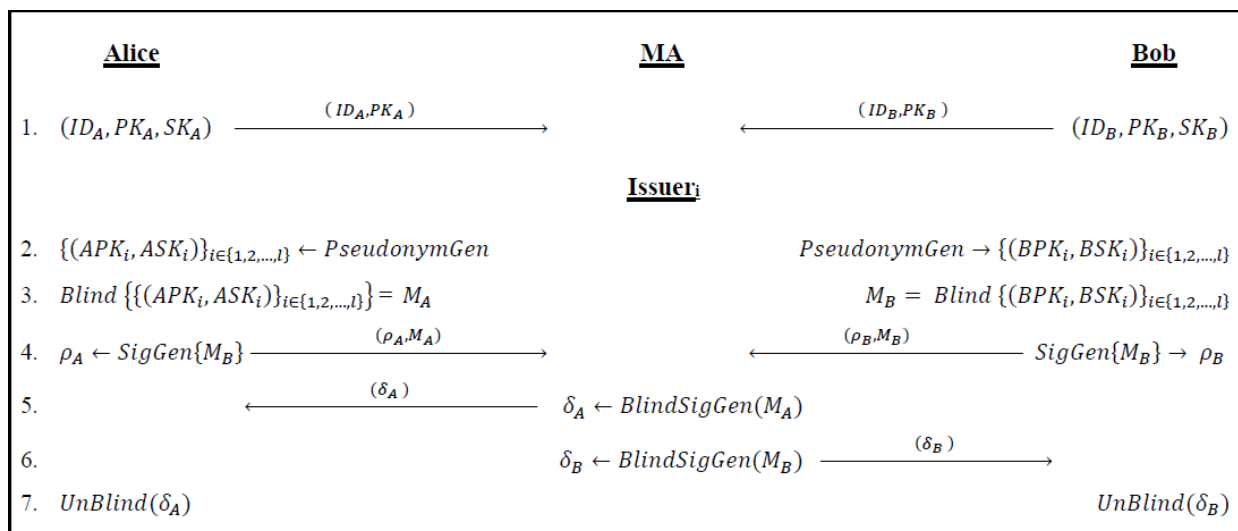 Alice MA Bob
1. (ID_A, PK_A, SK_A) (ID_A,PK_A) (ID_B,PK_B) (ID_B, PK_B, SK_B)
Issuer_i
2. {(APK_i, ASK_i)}_{i∈{1,2,…,l}} ← PseudonymGen PseudonymGen → {(BPK_i, BSK_i)}_{i∈{1,2,…,l}}
3. Blind {{(APK_i, ASK_i)}_{i∈{1,2,…,l}}} = M_A M_B = Blind {(BPK_i, BSK_i)}_{i∈{1,2,…,l}}
4. ρ_A ← SigGen{M_B} (ρ_A,M_A) (ρ_B,M_B) SigGen{M_B} → ρ_B
5. (δ_A) δ_A ← BlindSigGen(M_A)
6. δ_B ← BlindSigGen(M_B) (δ_B)
7. UnBlind(δ_A) UnBlind(δ_B)